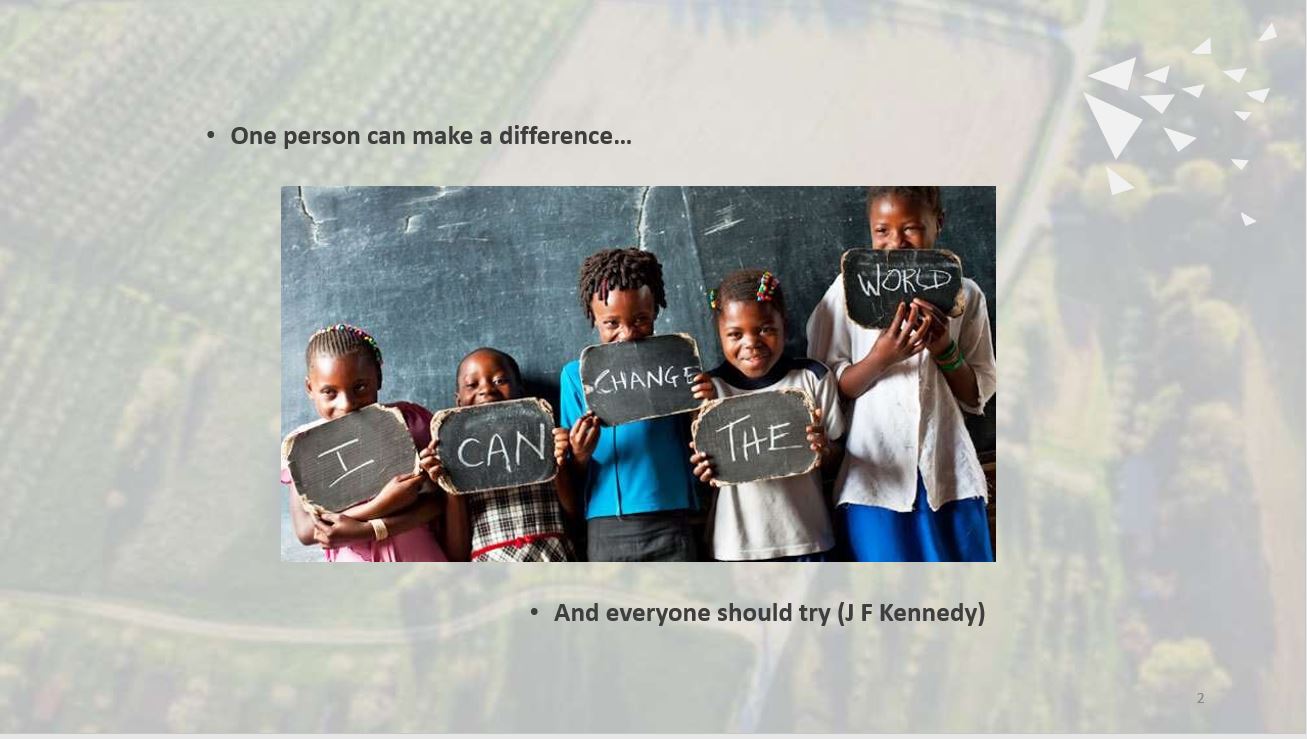 • One person can make a difference…
I CAN CHANGE THE WORLD
• And everyone should try (J F Kennedy)
2